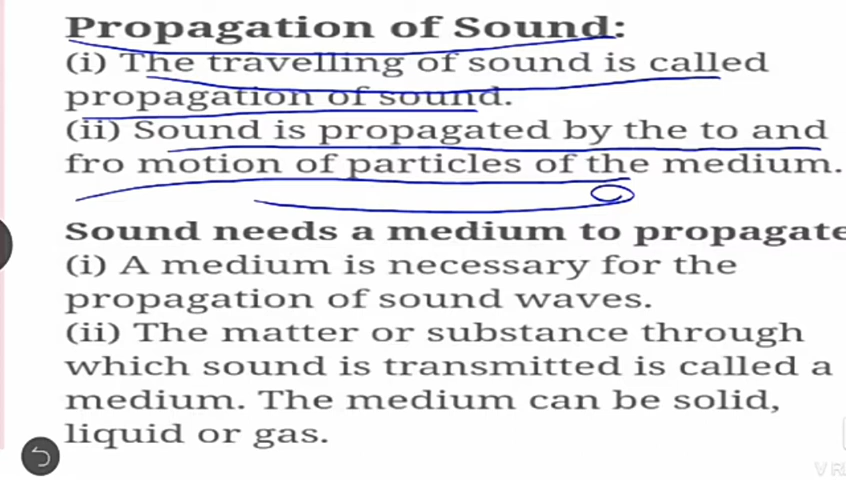 Propagation of Sound:
(i) The travelling of sound is called
propagation of sound.
(ii) Sound is propagated by the to and
fro motion of particles of the medium.
Sound needs a medium to propagate
(i) A medium is necessary for the
propagation of sound waves.
(ii) The matter or substance through
which sound is transmitted is called a
medium. The medium can be solid,
liquid or gas.